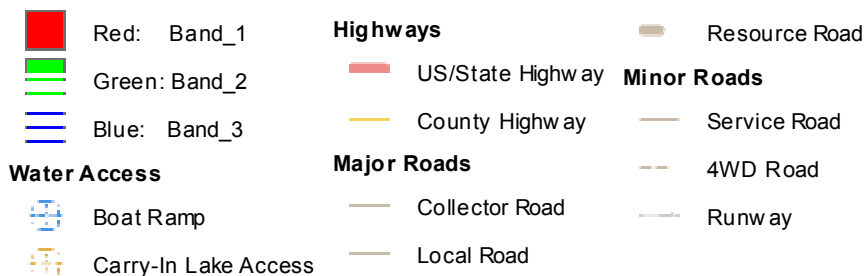 Red: Band_1
Green: Band_2
Blue: Band_3
Water Access
Boat Ramp
Carry-In Lake Access
Highways
US/State Highway
County Highway
Major Roads
Collector Road
Local Road
Resource Road
Minor Roads
Service Road
4WD Road
Runway